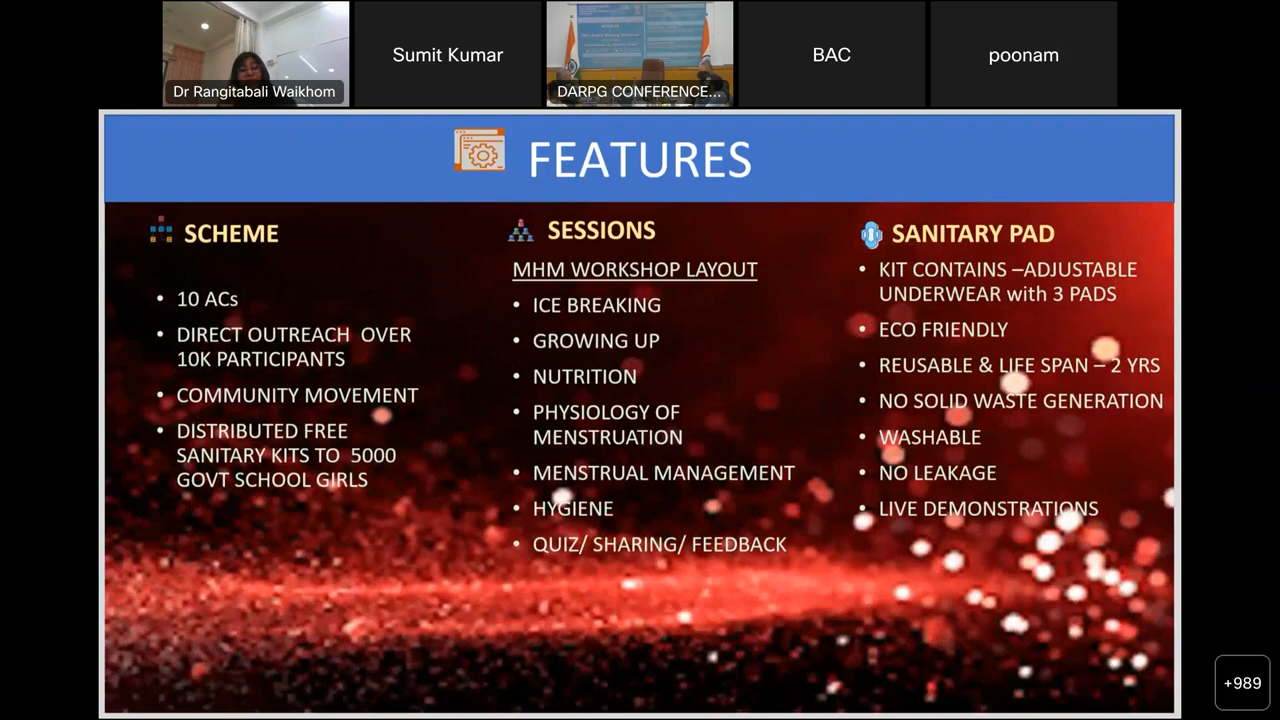 Dr Rangitabali Waikhom
Sumit Kumar
DARPG CONFERENCE...
BAC
poonam
FEATURES
SCHEME
• 10 ACs
• DIRECT OUTREACH OVER
10K PARTICIPANTS
• COMMUNITY MOVEMENT
• DISTRIBUTED FREE
SANITARY KITS TO 5000
GOVT SCHOOL GIRLS
SESSIONS
MHM WORKSHOP LAYOUT
• ICE BREAKING
• GROWING UP
• NUTRITION
• PHYSIOLOGY OF
MENSTRUATION
• MENSTRUAL MANAGEMENT
• HYGIENE
• QUIZ/ SHARING/ FEEDBACK
SANITARY PAD
• KIT CONTAINS –ADJUSTABLE
UNDERWEAR with 3 PADS
• ECO FRIENDLY
• REUSABLE & LIFE SPAN – 2 YRS
• NO SOLID WASTE GENERATION
• WASHABLE
• NO LEAKAGE
• LIVE DEMONSTRATIONS
+989